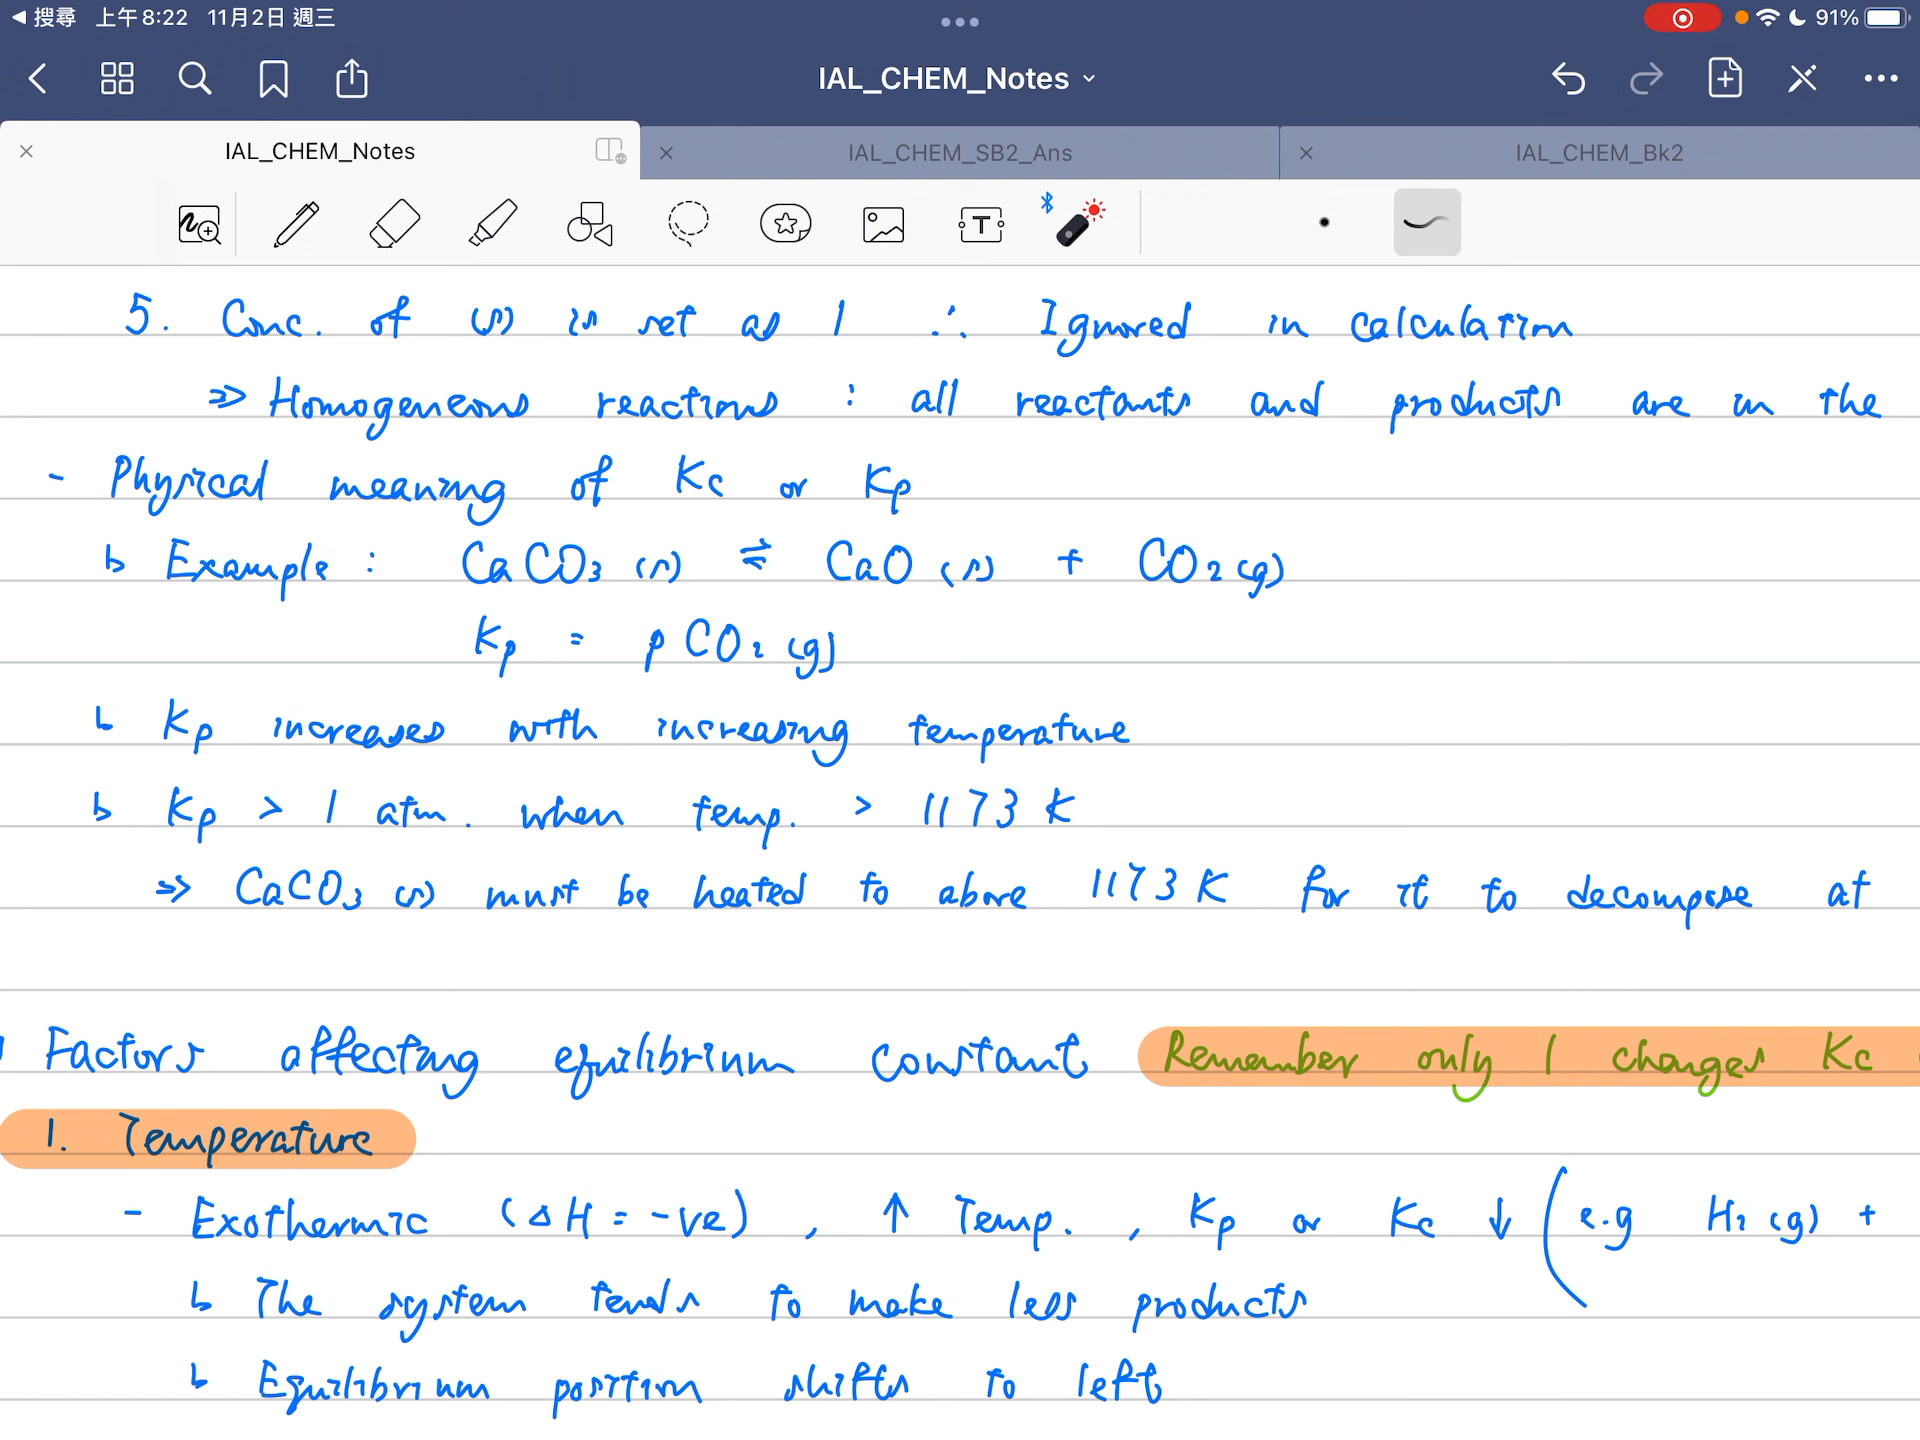 搜尋 上午8:22 11月2日 週三 91%
IAL_CHEM_Notes
IAL_CHEM_Notes IAL_CHEM_SB2_Ans IAL_CHEM_Bk2
T
5. Conc. of (s) is set as 1 ∴ Ignored in calculation
⇒ Homogeneous reactions : all reactants and products are in the
- Physical meaning of Kc or Kp
↳ Example : CaCO3 (s) ⇌ CaO (s) + CO2 (g)
Kp = p CO2 (g)
↳ Kp increases with increasing temperature
↳ Kp > 1 atm. when temp. > 1173 K
⇒ CaCO3 (s) must be heated to above 1173 K for it to decompose at
Factors affecting equilibrium constant Remember only 1 changes Kc
1. Temperature
- Exothermic (ΔH = -ve) , ↑ Temp. , Kp or Kc ↓ (e.g H2 (g) +
↳ The system tends to make less products
↳ Equilibrium position shifts to left